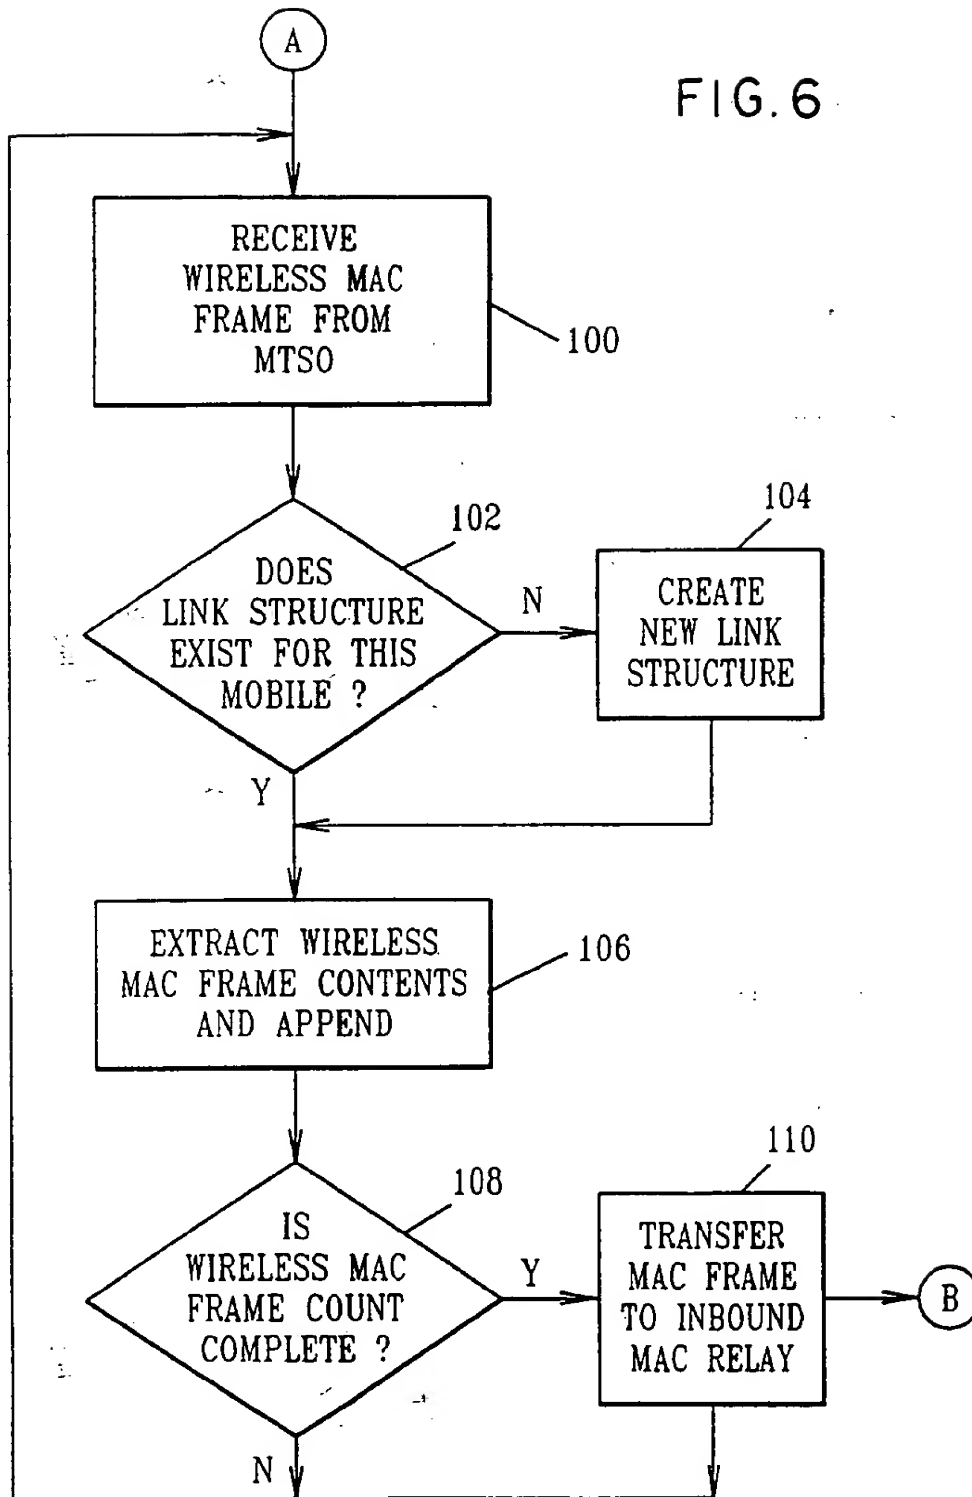 A
FIG. 6
RECEIVE
WIRELESS MAC
FRAME FROM
MTSO
100
102
DOES
LINK STRUCTURE
EXIST FOR THIS
MOBILE ?
N
104
CREATE
NEW LINK
STRUCTURE
Y
EXTRACT WIRELESS
MAC FRAME CONTENTS
AND APPEND
106
108
IS
WIRELESS MAC
FRAME COUNT
COMPLETE ?
Y
110
TRANSFER
MAC FRAME
TO INBOUND
MAC RELAY
B
N